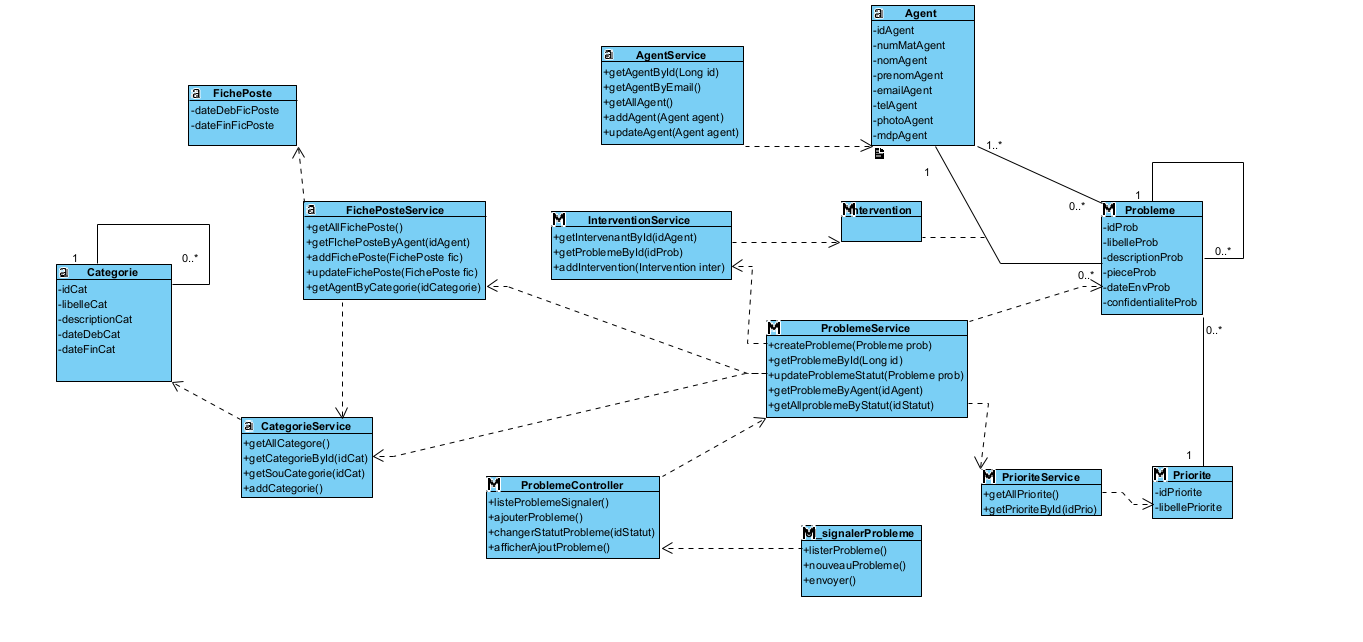 Agent
-idAgent
-numMatAgent
-nomAgent
-prenomAgent
-emailAgent
-telAgent
-photoAgent
-mdpAgent
AgentService
+getAgentById(Long id)
+getAgentByEmail()
+getAllAgent()
+addAgent(Agent agent)
+updateAgent(Agent agent)
FichePoste
-dateDebFicPoste
-dateFinFicPoste
1..*
1
0..*
1
0..*
0..*
Probleme
-idProb
-libelleProb
-descriptionProb
-pieceProb
-dateEnvProb
-confidentialiteProb
Intervention
InterventionService
+getIntervenantById(idAgent)
+getProblemeById(idProb)
+addIntervention(Intervention inter)
FichePosteService
+getAllFichePoste()
+getFIchePosteByAgent(idAgent)
+addFichePoste(FichePoste fic)
+updateFichePoste(FichePoste fic)
+getAgentByCategorie(idCategorie)
1
0..*
Categorie
-idCat
-libelleCat
-descriptionCat
-dateDebCat
-dateFinCat
ProblemeService
+createProbleme(Probleme prob)
+getProblemeById(Long id)
+updateProblemeStatut(Probleme prob)
+getProblemeByAgent(idAgent)
+getAllproblemeByStatut(idStatut)
0..*
1
CategorieService
+getAllCategore()
+getCategorieById(idCat)
+getSouCategorie(idCat)
+addCategorie()
ProblemeController
+listeProblemeSignaler()
+ajouterProbleme()
+changerStatutProbleme(idStatut)
+afficherAjoutProbleme()
PrioriteService
+getAllPriorite()
+getPrioriteById(idPrio)
Priorite
-idPriorite
-libellePriorite
_signalerProbleme
+listerProbleme()
+nouveauProbleme()
+envoyer()